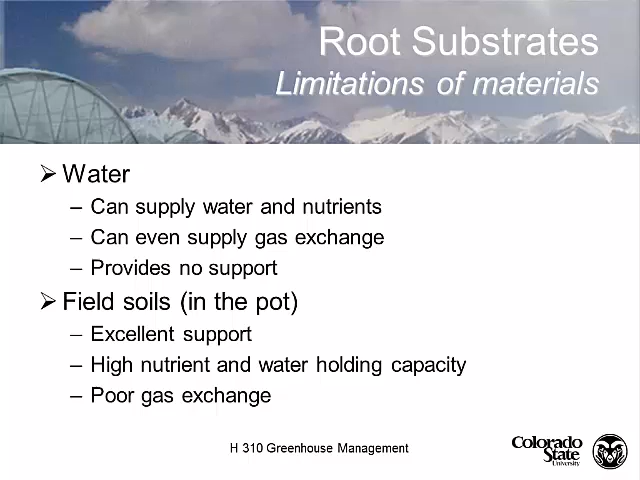 Root Substrates
Limitations of materials
➢ Water
– Can supply water and nutrients
– Can even supply gas exchange
– Provides no support
➢ Field soils (in the pot)
– Excellent support
– High nutrient and water holding capacity
– Poor gas exchange
H 310 Greenhouse Management
Colorado
State
University